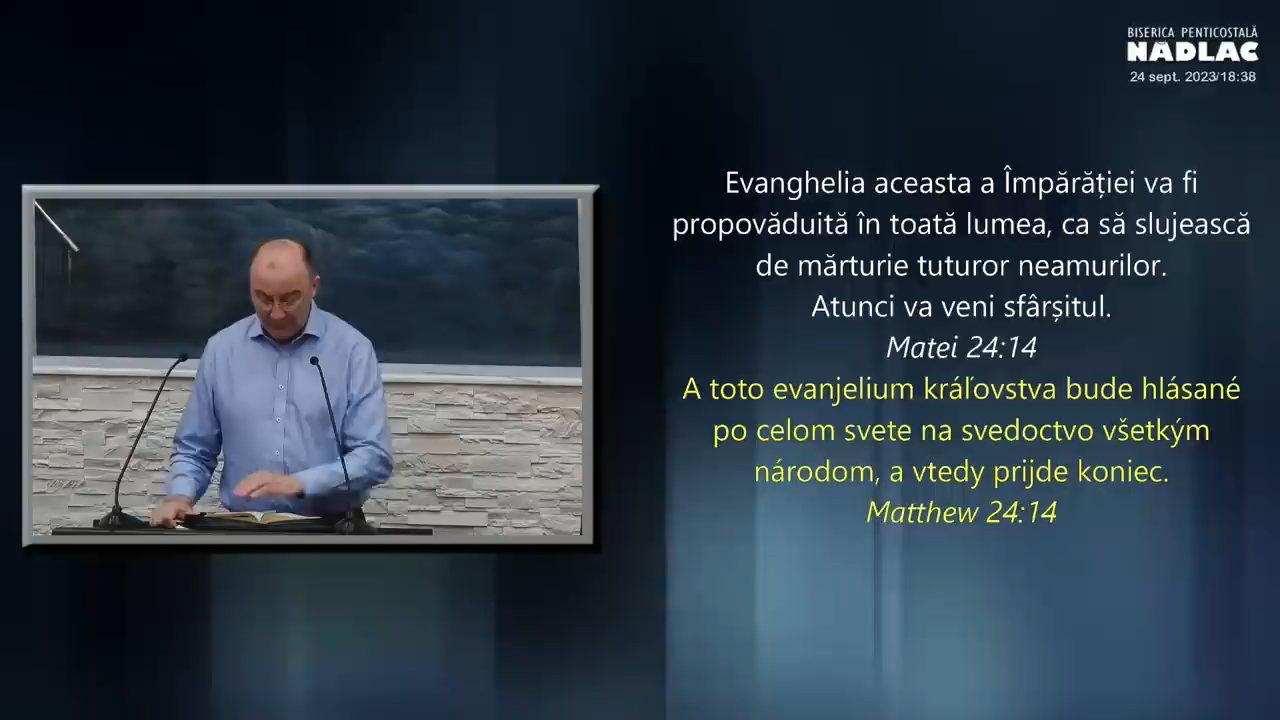 BISERICA PENTICOSTALĂ
NĂDLAC
24 sept. 2023/18:38
Evanghelia aceasta a Împărăției va fi
propovăduită în toată lumea, ca să slujească
de mărturie tuturor neamurilor.
Atunci va veni sfârșitul.
Matei 24:14
A toto evanjelium kráľovstva bude hlásané
po celom svete na svedoctvo všetkým
národom, a vtedy prijde koniec.
Matthew 24:14